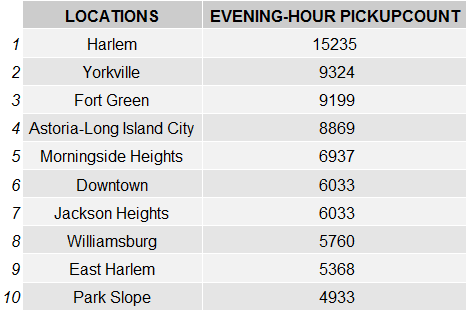 LOCATIONS EVENING-HOUR PICKUPCOUNT
1 Harlem 15235
2 Yorkville 9324
3 Fort Green 9199
4 Astoria-Long Island City 8869
5 Morningside Heights 6937
6 Downtown 6033
7 Jackson Heights 6033
8 Williamsburg 5760
9 East Harlem 5368
10 Park Slope 4933